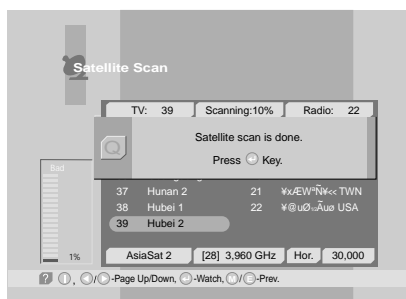 Satellite Scan
TV: 39 Scanning:10% Radio: 22
Satellite scan is done.
Press Key.
Bad
37 Hunan 2 21 ¥xÆWªÑ¥«< TWN
38 Hubei 1 22 USA
39 Hubei 2
1%
AsiaSat 2 [28] 3,960 GHz Hor. 30,000
-Page Up/Down, -Watch, -Prev.